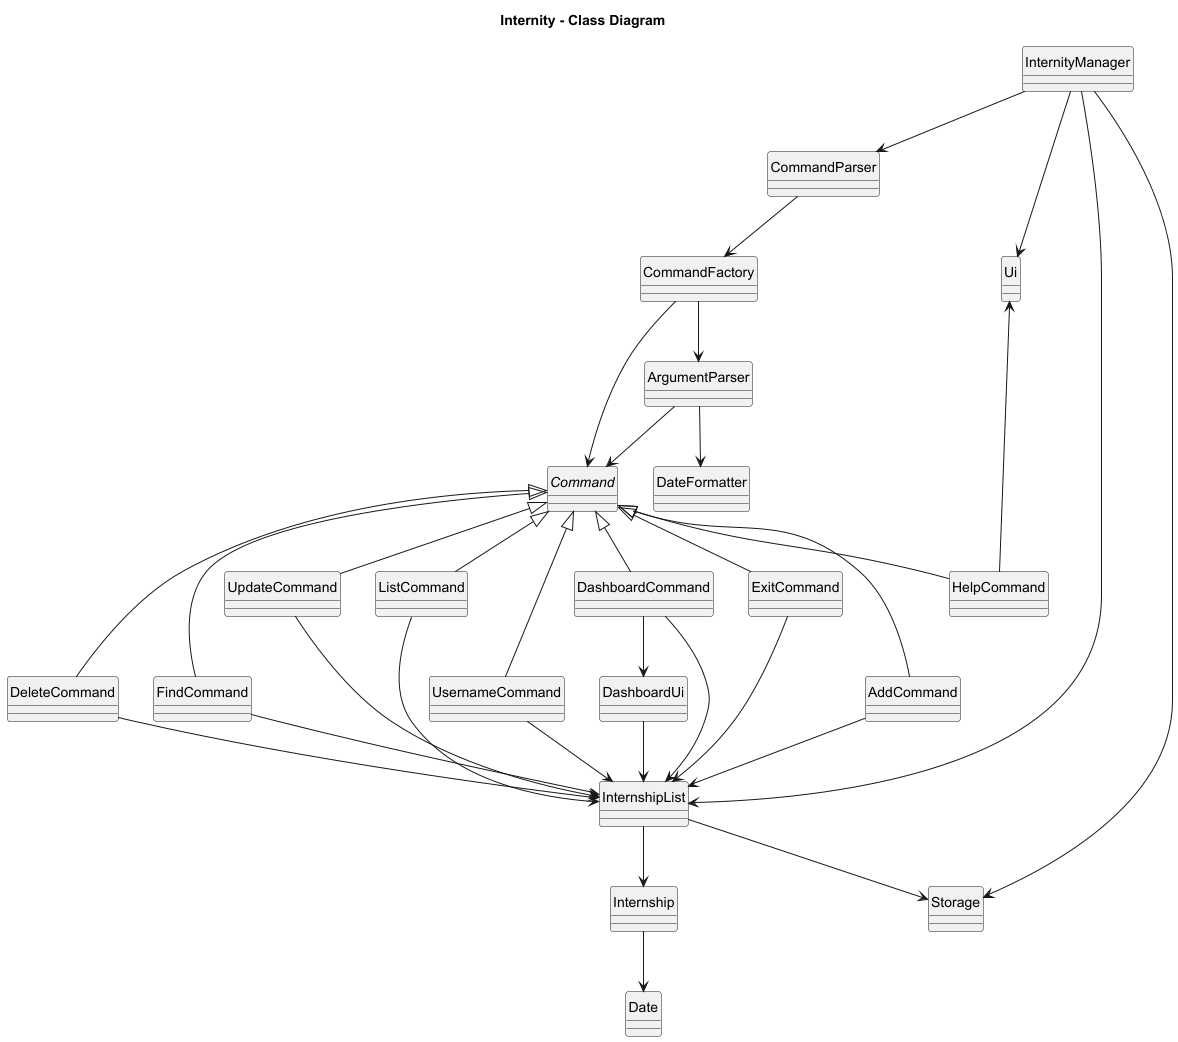 Internity - Class Diagram
InternityManager
CommandParser
CommandFactory
Ui
ArgumentParser
Command
DateFormatter
UpdateCommand
ListCommand
DashboardCommand
ExitCommand
HelpCommand
DeleteCommand
FindCommand
UsernameCommand
DashboardUi
AddCommand
InternshipList
Internship
Storage
Date